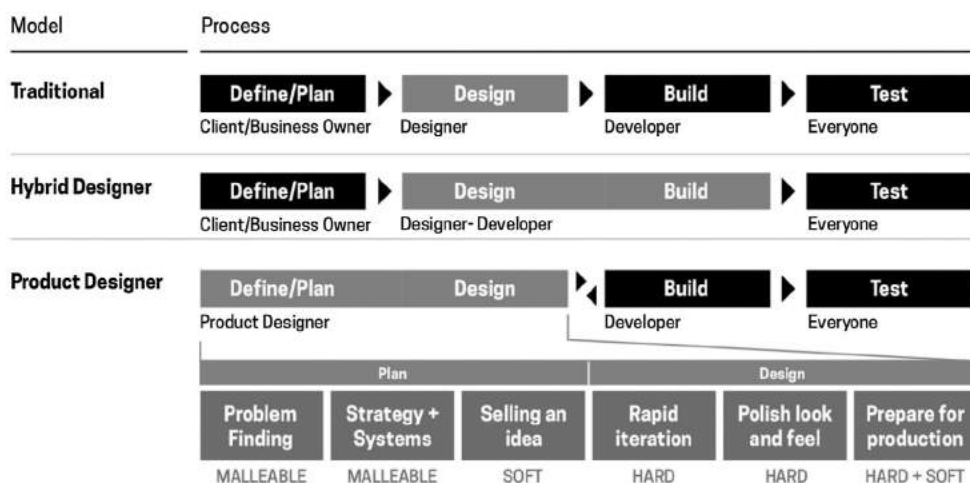 Model Process
Traditional
Define/Plan Design Build Test
Client/Business Owner Designer Developer Everyone
Hybrid Designer
Define/Plan Design Build Test
Client/Business Owner Designer- Developer Everyone
Product Designer
Define/Plan Design Build Test
Product Designer Developer Everyone
Plan Design
Problem Strategy + Selling an Rapid Polish look Prepare for
Finding Systems idea iteration and feel production
MALLEABLE MALLEABLE SOFT HARD HARD HARD + SOFT